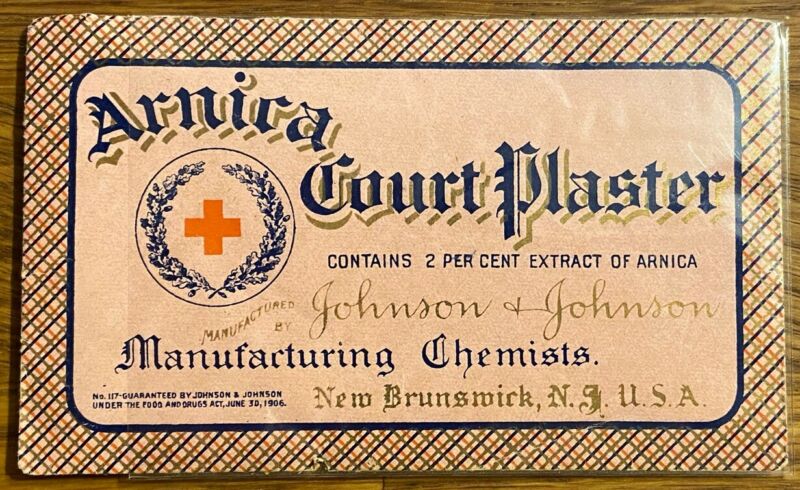 Arnica
Court Plaster
CONTAINS 2 PER CENT EXTRACT OF ARNICA
MANUFACTURED
BY
Johnson & Johnson
Manufacturing Chemists.
No. 117-GUARANTEED BY JOHNSON & JOHNSON
UNDER THE FOOD AND DRUGS ACT, JUNE 30, 1906.
New Brunswick, N.J. U.S.A.